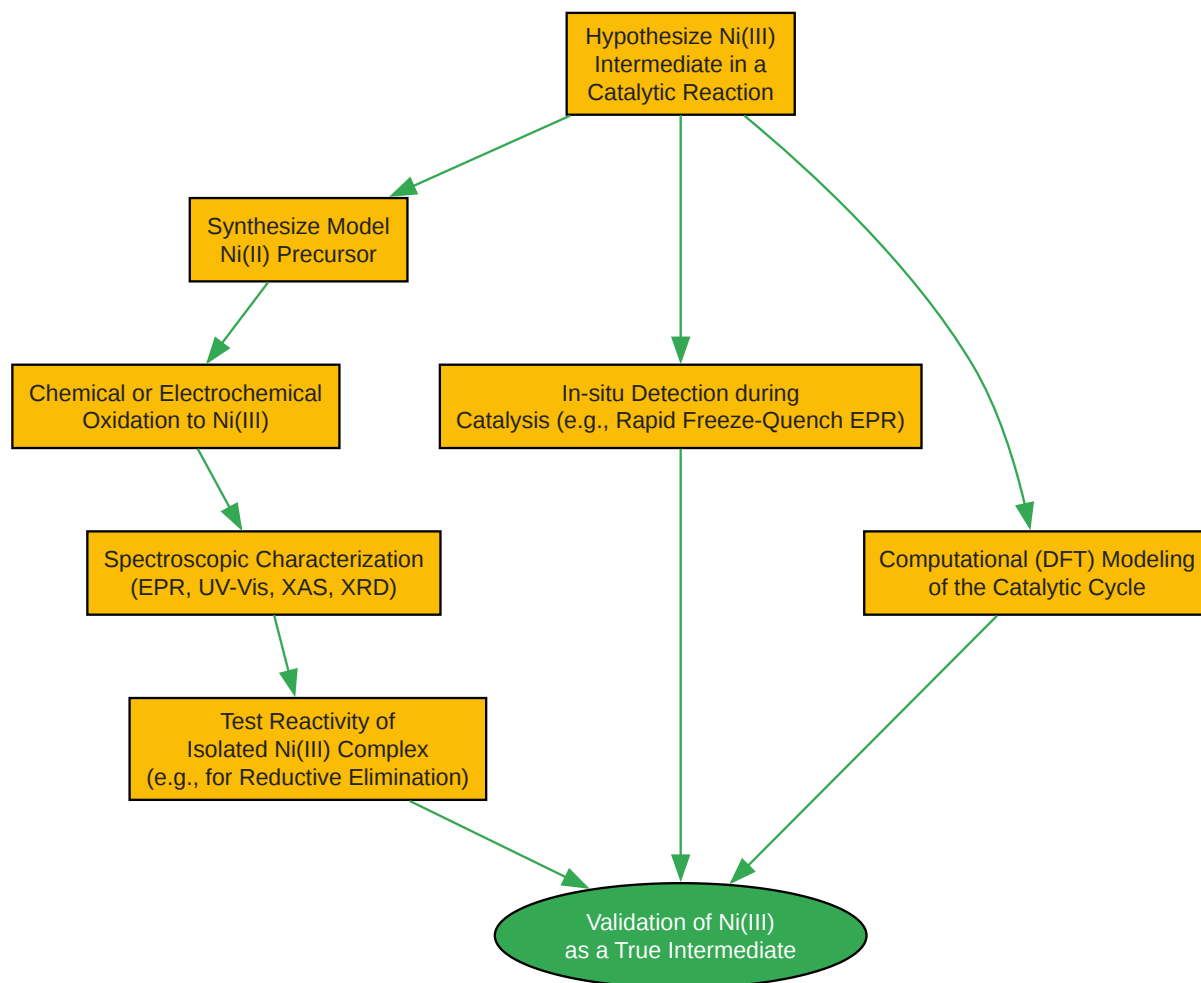 Hypothesize Ni(III)
Intermediate in a
Catalytic Reaction
Synthesize Model
Ni(II) Precursor
Chemical or Electrochemical
Oxidation to Ni(III)
In-situ Detection during
Catalysis (e.g., Rapid Freeze-Quench EPR)
Spectroscopic Characterization
(EPR, UV-Vis, XAS, XRD)
Computational (DFT) Modeling
of the Catalytic Cycle
Test Reactivity of
Isolated Ni(III) Complex
(e.g., for Reductive Elimination)
Validation of Ni(III)
as a True Intermediate